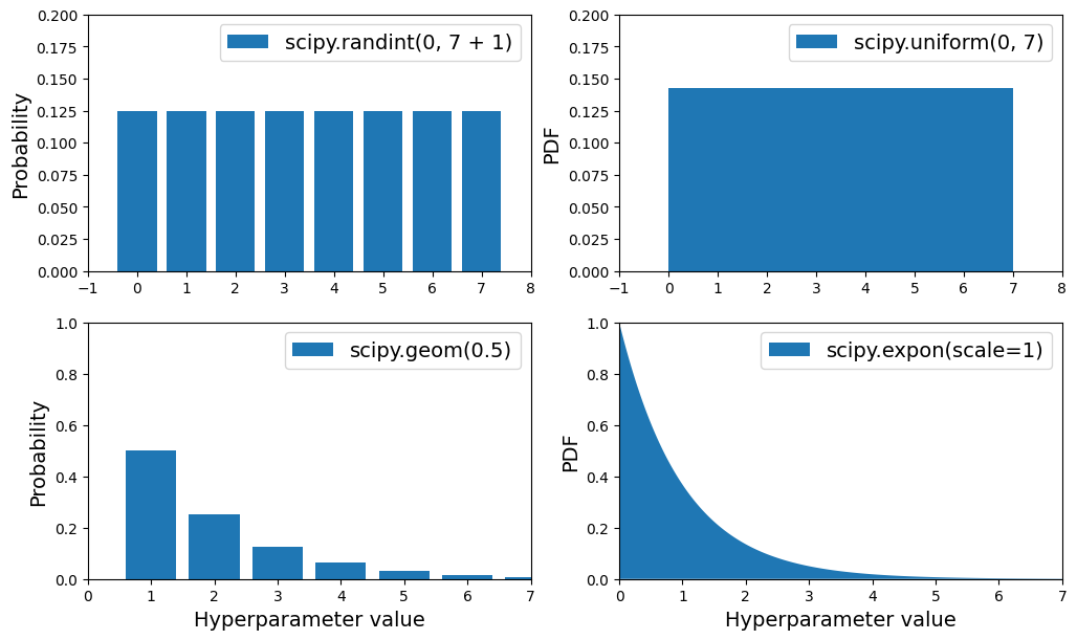 scipy.randint(0, 7 + 1)
Probability
0.200
0.175
0.150
0.125
0.100
0.075
0.050
0.025
0.000
−1 0 1 2 3 4 5 6 7 8
scipy.uniform(0, 7)
PDF
0.200
0.175
0.150
0.125
0.100
0.075
0.050
0.025
0.000
−1 0 1 2 3 4 5 6 7 8
scipy.geom(0.5)
Probability
1.0
0.8
0.6
0.4
0.2
0.0
0 1 2 3 4 5 6 7
Hyperparameter value
scipy.expon(scale=1)
PDF
1.0
0.8
0.6
0.4
0.2
0.0
0 1 2 3 4 5 6 7
Hyperparameter value